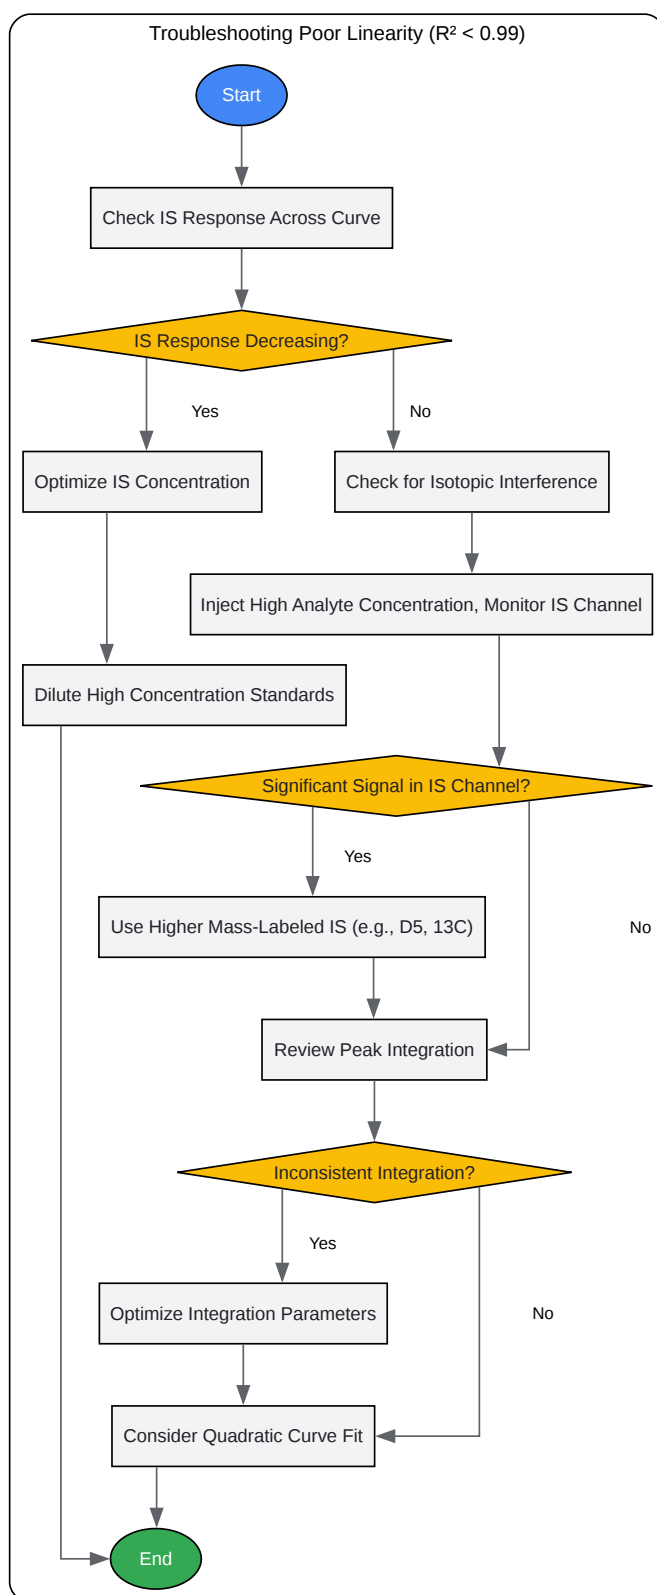 Troubleshooting Poor Linearity (R² < 0.99)
Start
Check IS Response Across Curve
IS Response Decreasing?
Yes
No
Optimize IS Concentration
Check for Isotopic Interference
Inject High Analyte Concentration, Monitor IS Channel
Dilute High Concentration Standards
Significant Signal in IS Channel?
Yes
Use Higher Mass-Labeled IS (e.g., D5, 13C)
No
Review Peak Integration
Inconsistent Integration?
Yes
Optimize Integration Parameters
No
Consider Quadratic Curve Fit
End